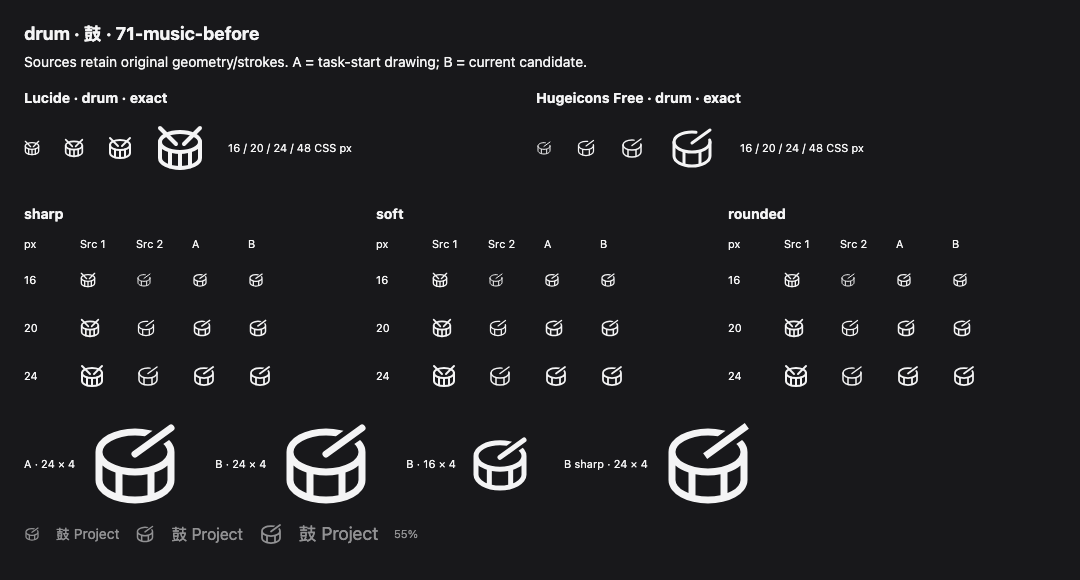 drum · 鼓 · 71-music-before
Sources retain original geometry/strokes. A = task-start drawing; B = current candidate.
Lucide · drum · exact
16 / 20 / 24 / 48 CSS px
Hugeicons Free · drum · exact
16 / 20 / 24 / 48 CSS px
sharp
px Src 1 Src 2 A B
16
20
24
soft
px Src 1 Src 2 A B
16
20
24
rounded
px Src 1 Src 2 A B
16
20
24
A · 24 × 4
B · 24 × 4
B · 16 × 4
B sharp · 24 × 4
鼓 Project 鼓 Project 鼓 Project 55%